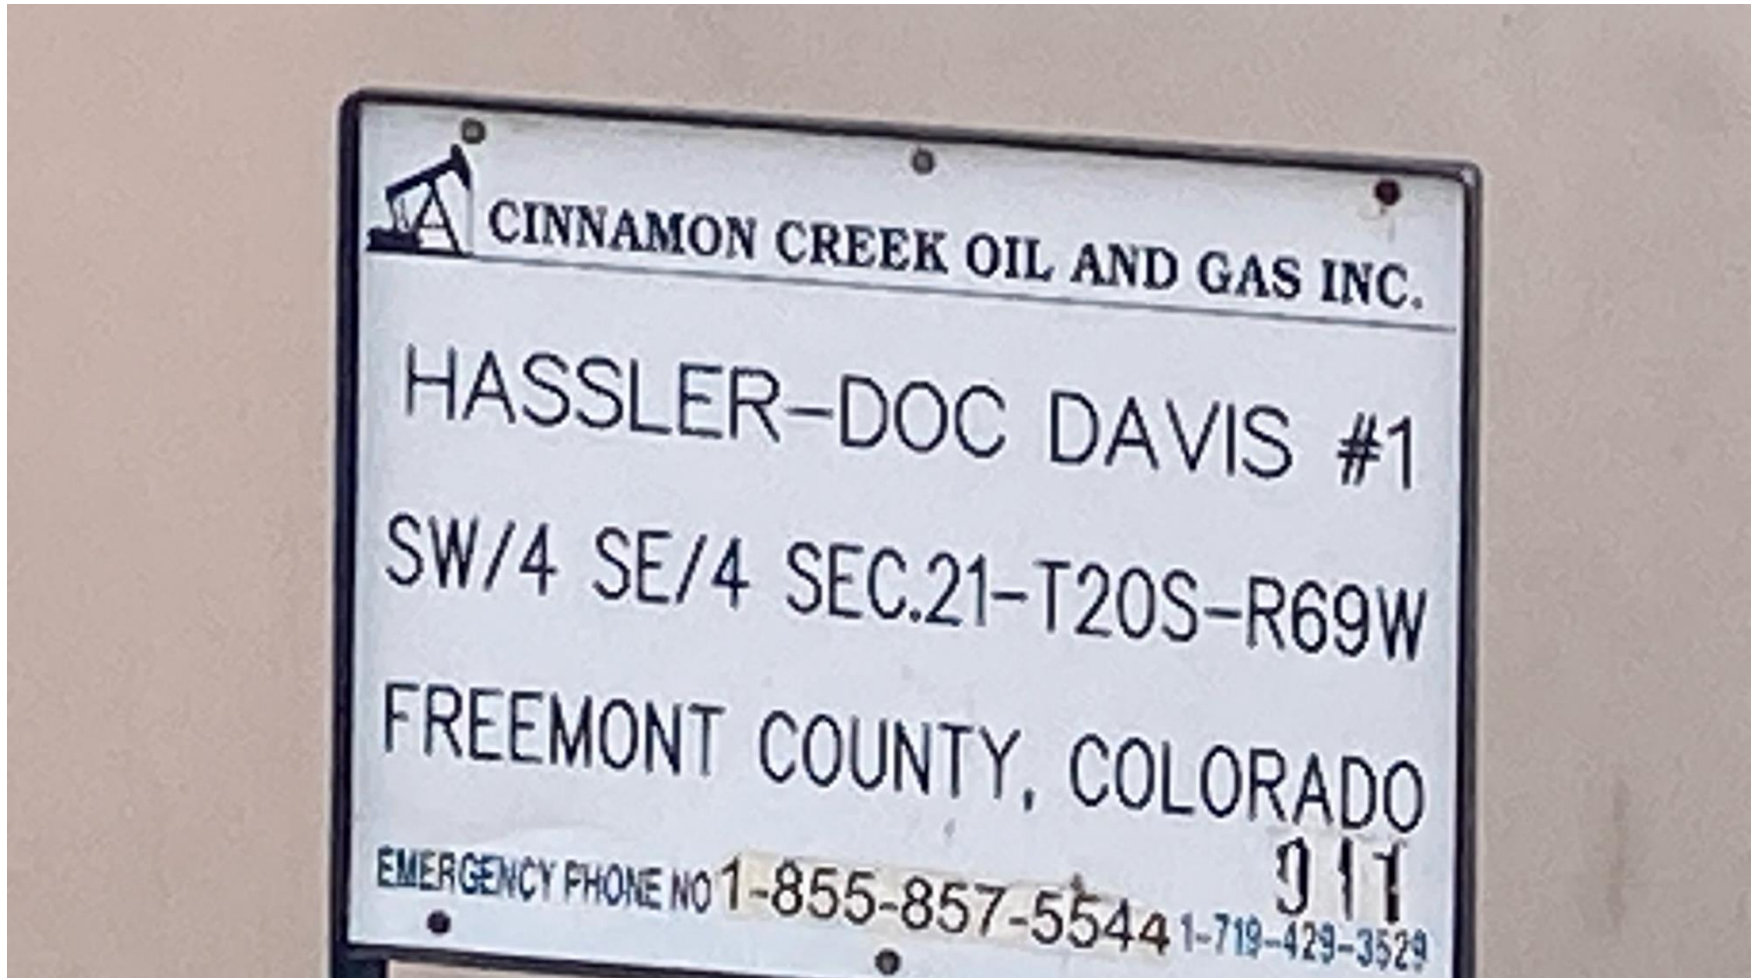 CINNAMON CREEK OIL AND GAS INC.
HASSLER-DOC DAVIS #1
SW/4 SE/4 SEC.21-T20S-R69W
FREEMONT COUNTY, COLORADO
911
EMERGENCY PHONE NO 1-855-857-5544 1-719-429-3529